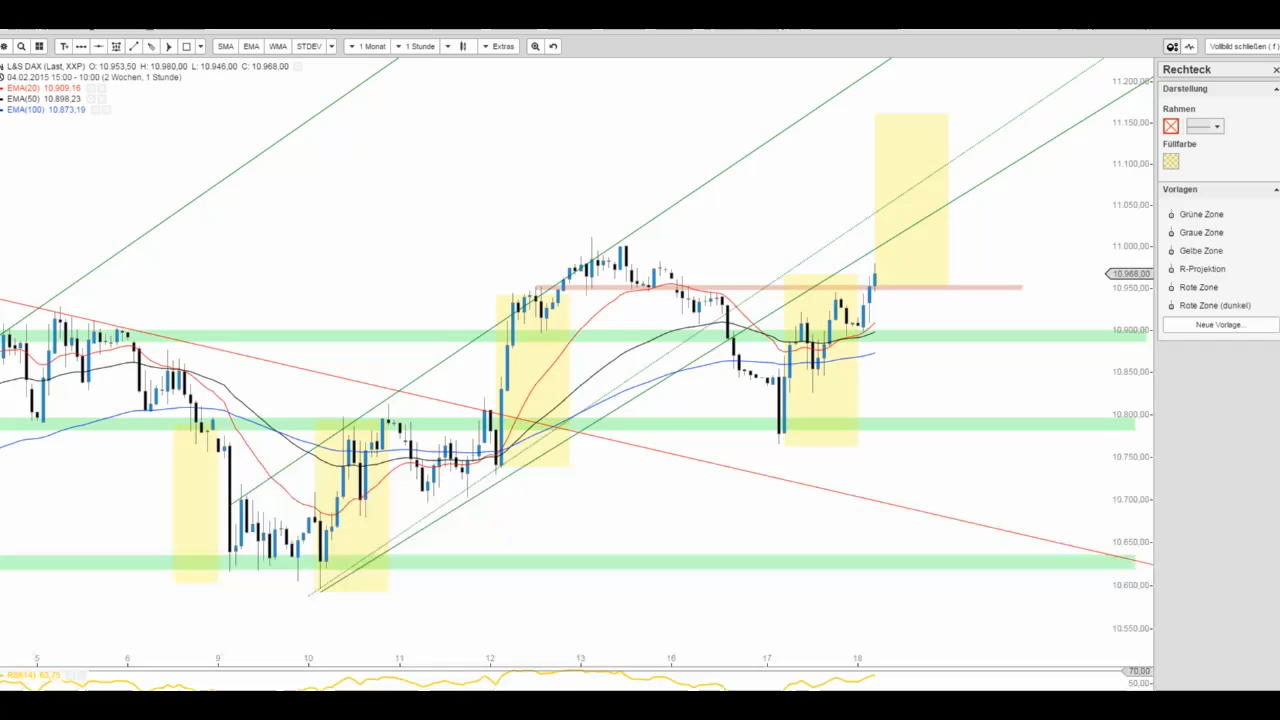 T+ SMA EMA WMA STDEV 1 Monat 1 Stunde Extras Vollbild schließen ( f )
L&S DAX (Last, XXP) O: 10.953,50 H: 10.980,00 L: 10.946,00 C: 10.968,00
04.02.2015 15:00 - 10:00 (2 Wochen, 1 Stunde)
EMA(20) 10.909,16
EMA(50) 10.898,23
EMA(100) 10.873,19
11.200,00
11.150,00
11.100,00
11.050,00
11.000,00
10.968,00
10.950,00
10.900,00
10.850,00
10.800,00
10.750,00
10.700,00
10.650,00
10.600,00
10.550,00
5 6 9 10 11 12 13 16 17 18
RSI(14) 63,75
70,00
50,00
Rechteck
Darstellung
Rahmen
Füllfarbe
Vorlagen
Grüne Zone
Graue Zone
Gelbe Zone
R-Projektion
Rote Zone
Rote Zone (dunkel)
Neue Vorlage...